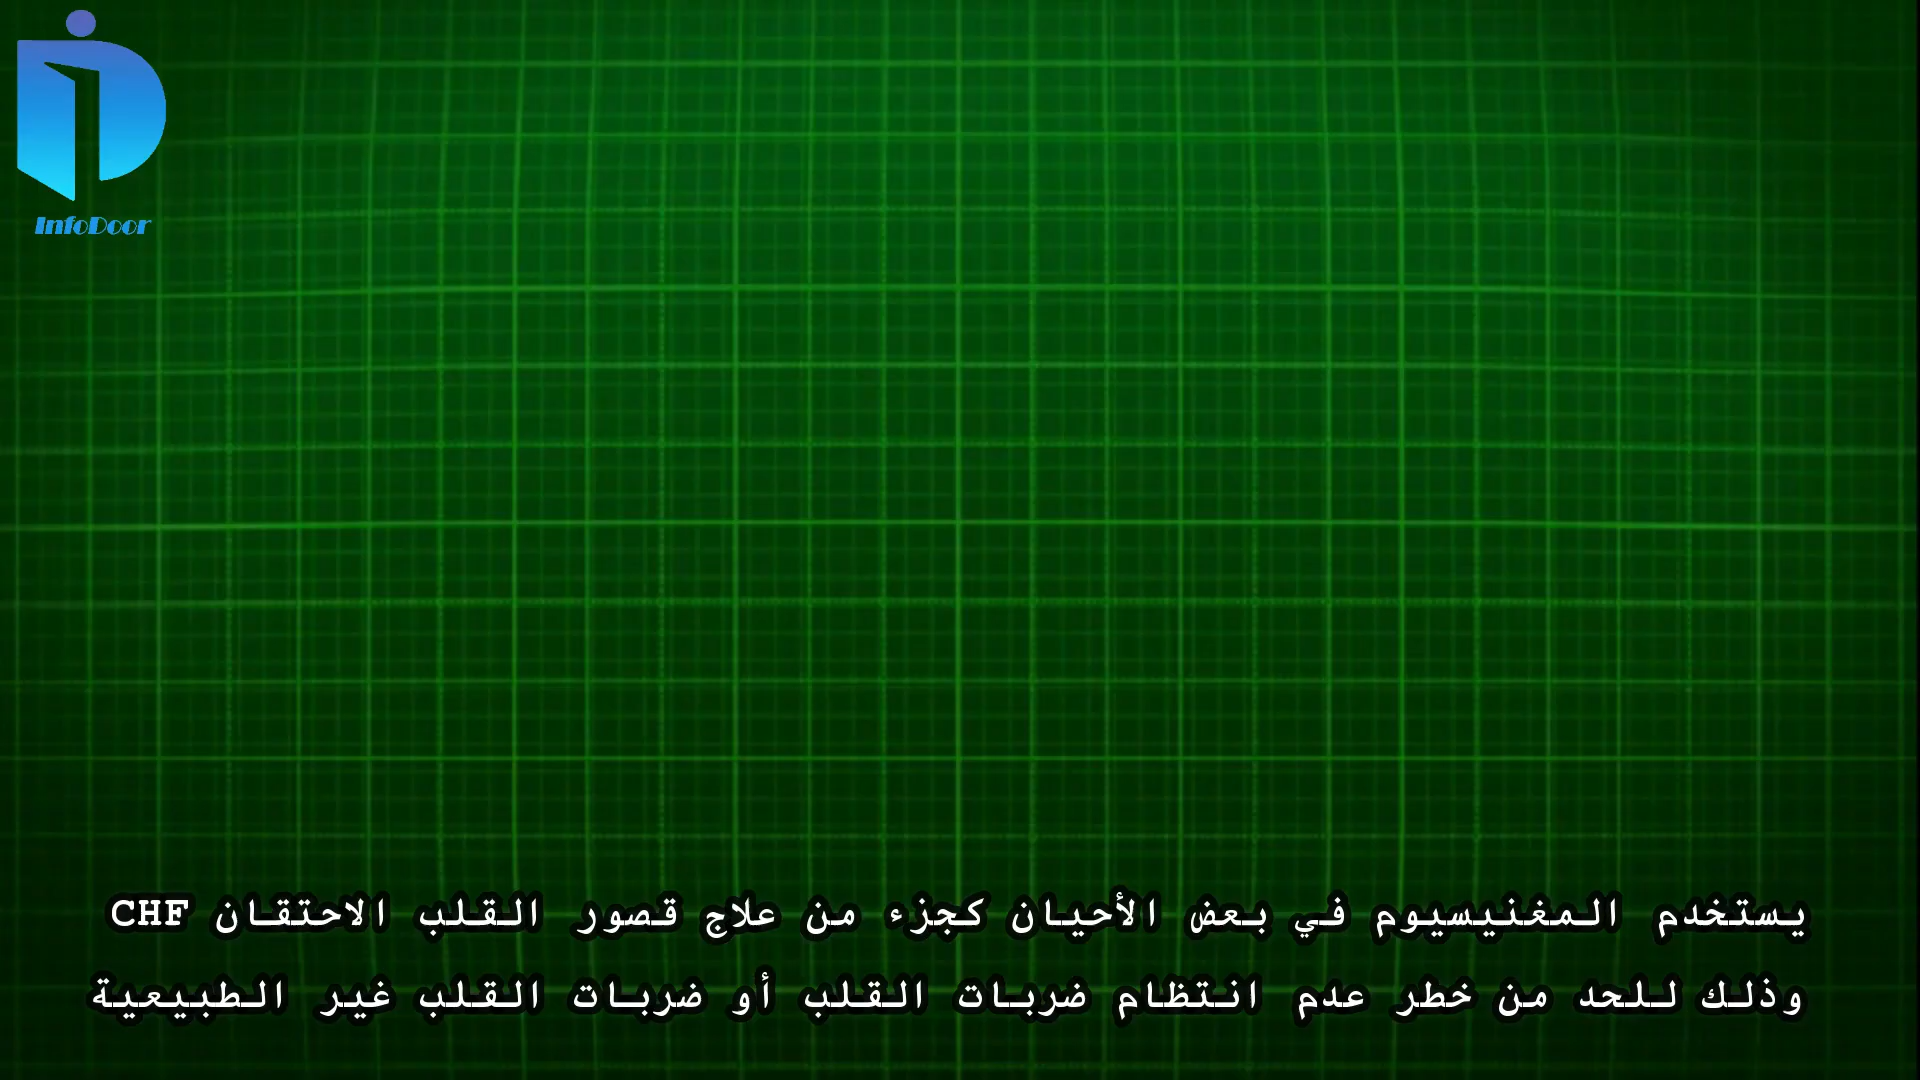 InfoDoor
يستخدم المغنيسيوم في بعض الأحيان كجزء من علاج قصور القلب الاحتقان CHF
وذلك للحد من خطر عدم انتظام ضربات القلب أو ضربات القلب غير الطبيعية